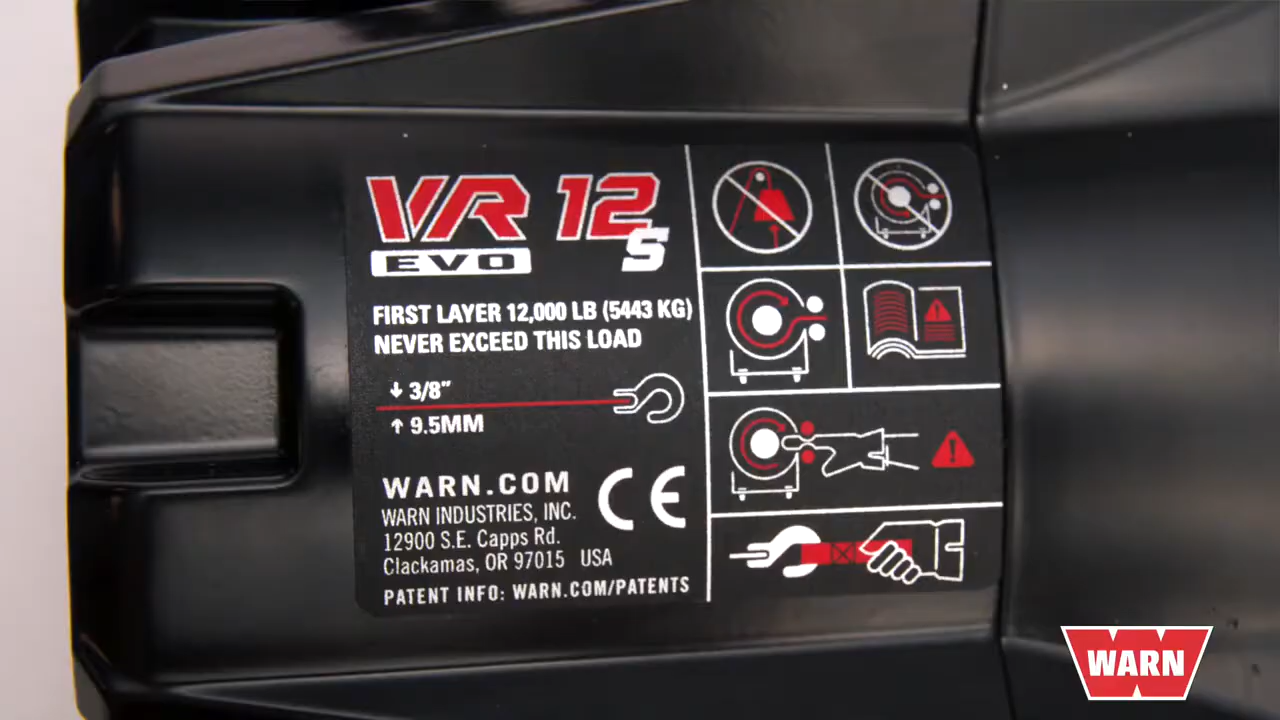 VR 12
EVO S
FIRST LAYER 12,000 LB (5443 KG)
NEVER EXCEED THIS LOAD
↓ 3/8"
↑ 9.5MM
WARN.COM
CE
WARN INDUSTRIES, INC.
12900 S.E. Capps Rd.
Clackamas, OR 97015 USA
PATENT INFO: WARN.COM/PATENTS
WARN